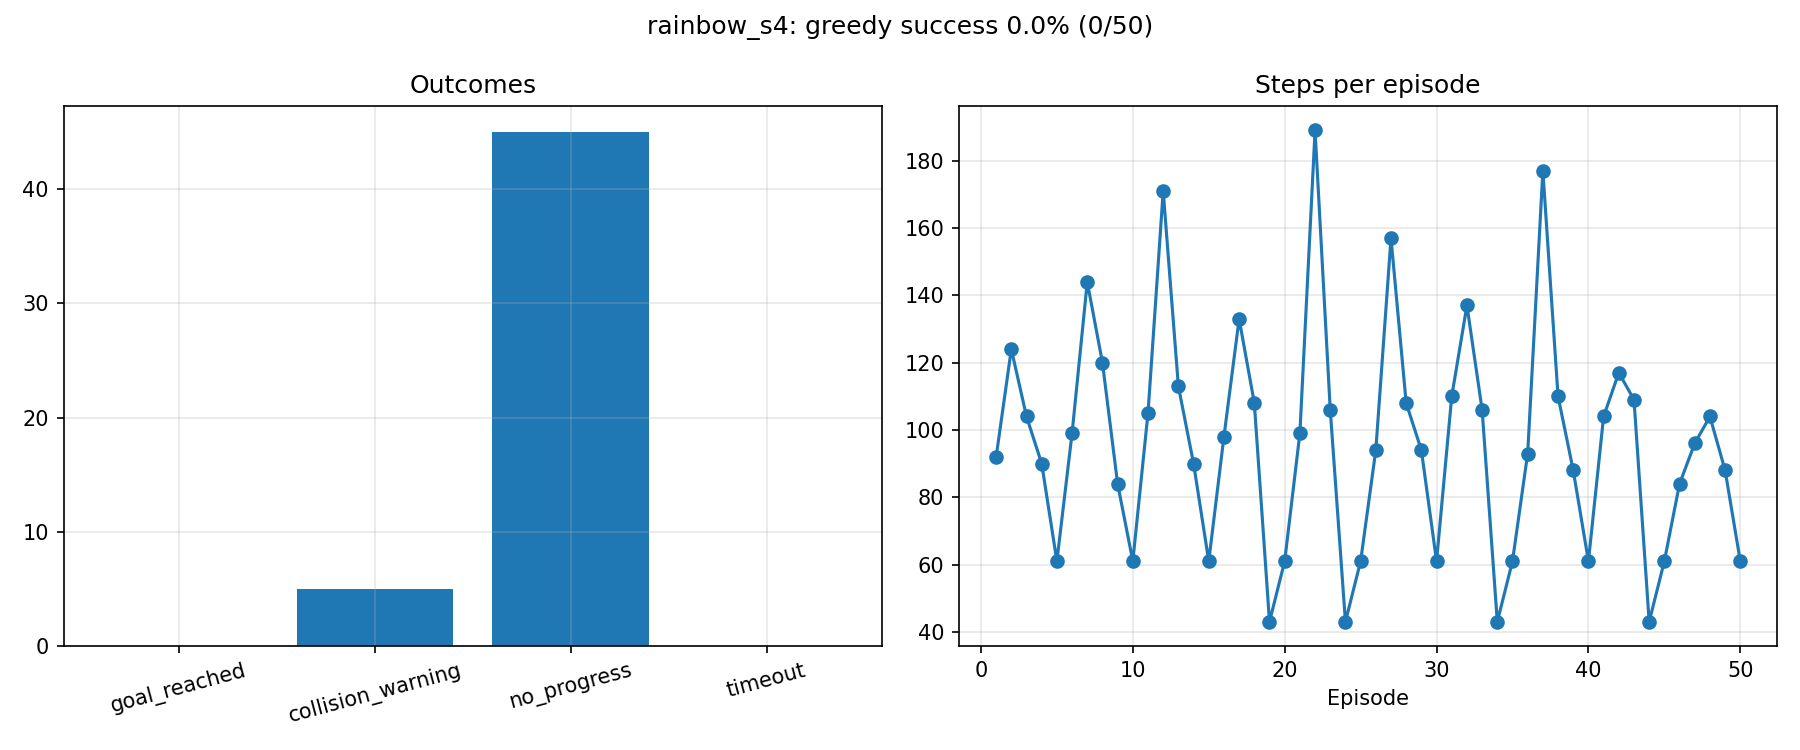 rainbow_s4: greedy success 0.0% (0/50)
Outcomes
40
30
20
10
0
goal_reached
collision_warning
no_progress
timeout
Steps per episode
180
160
140
120
100
80
60
40
0 10 20 30 40 50
Episode